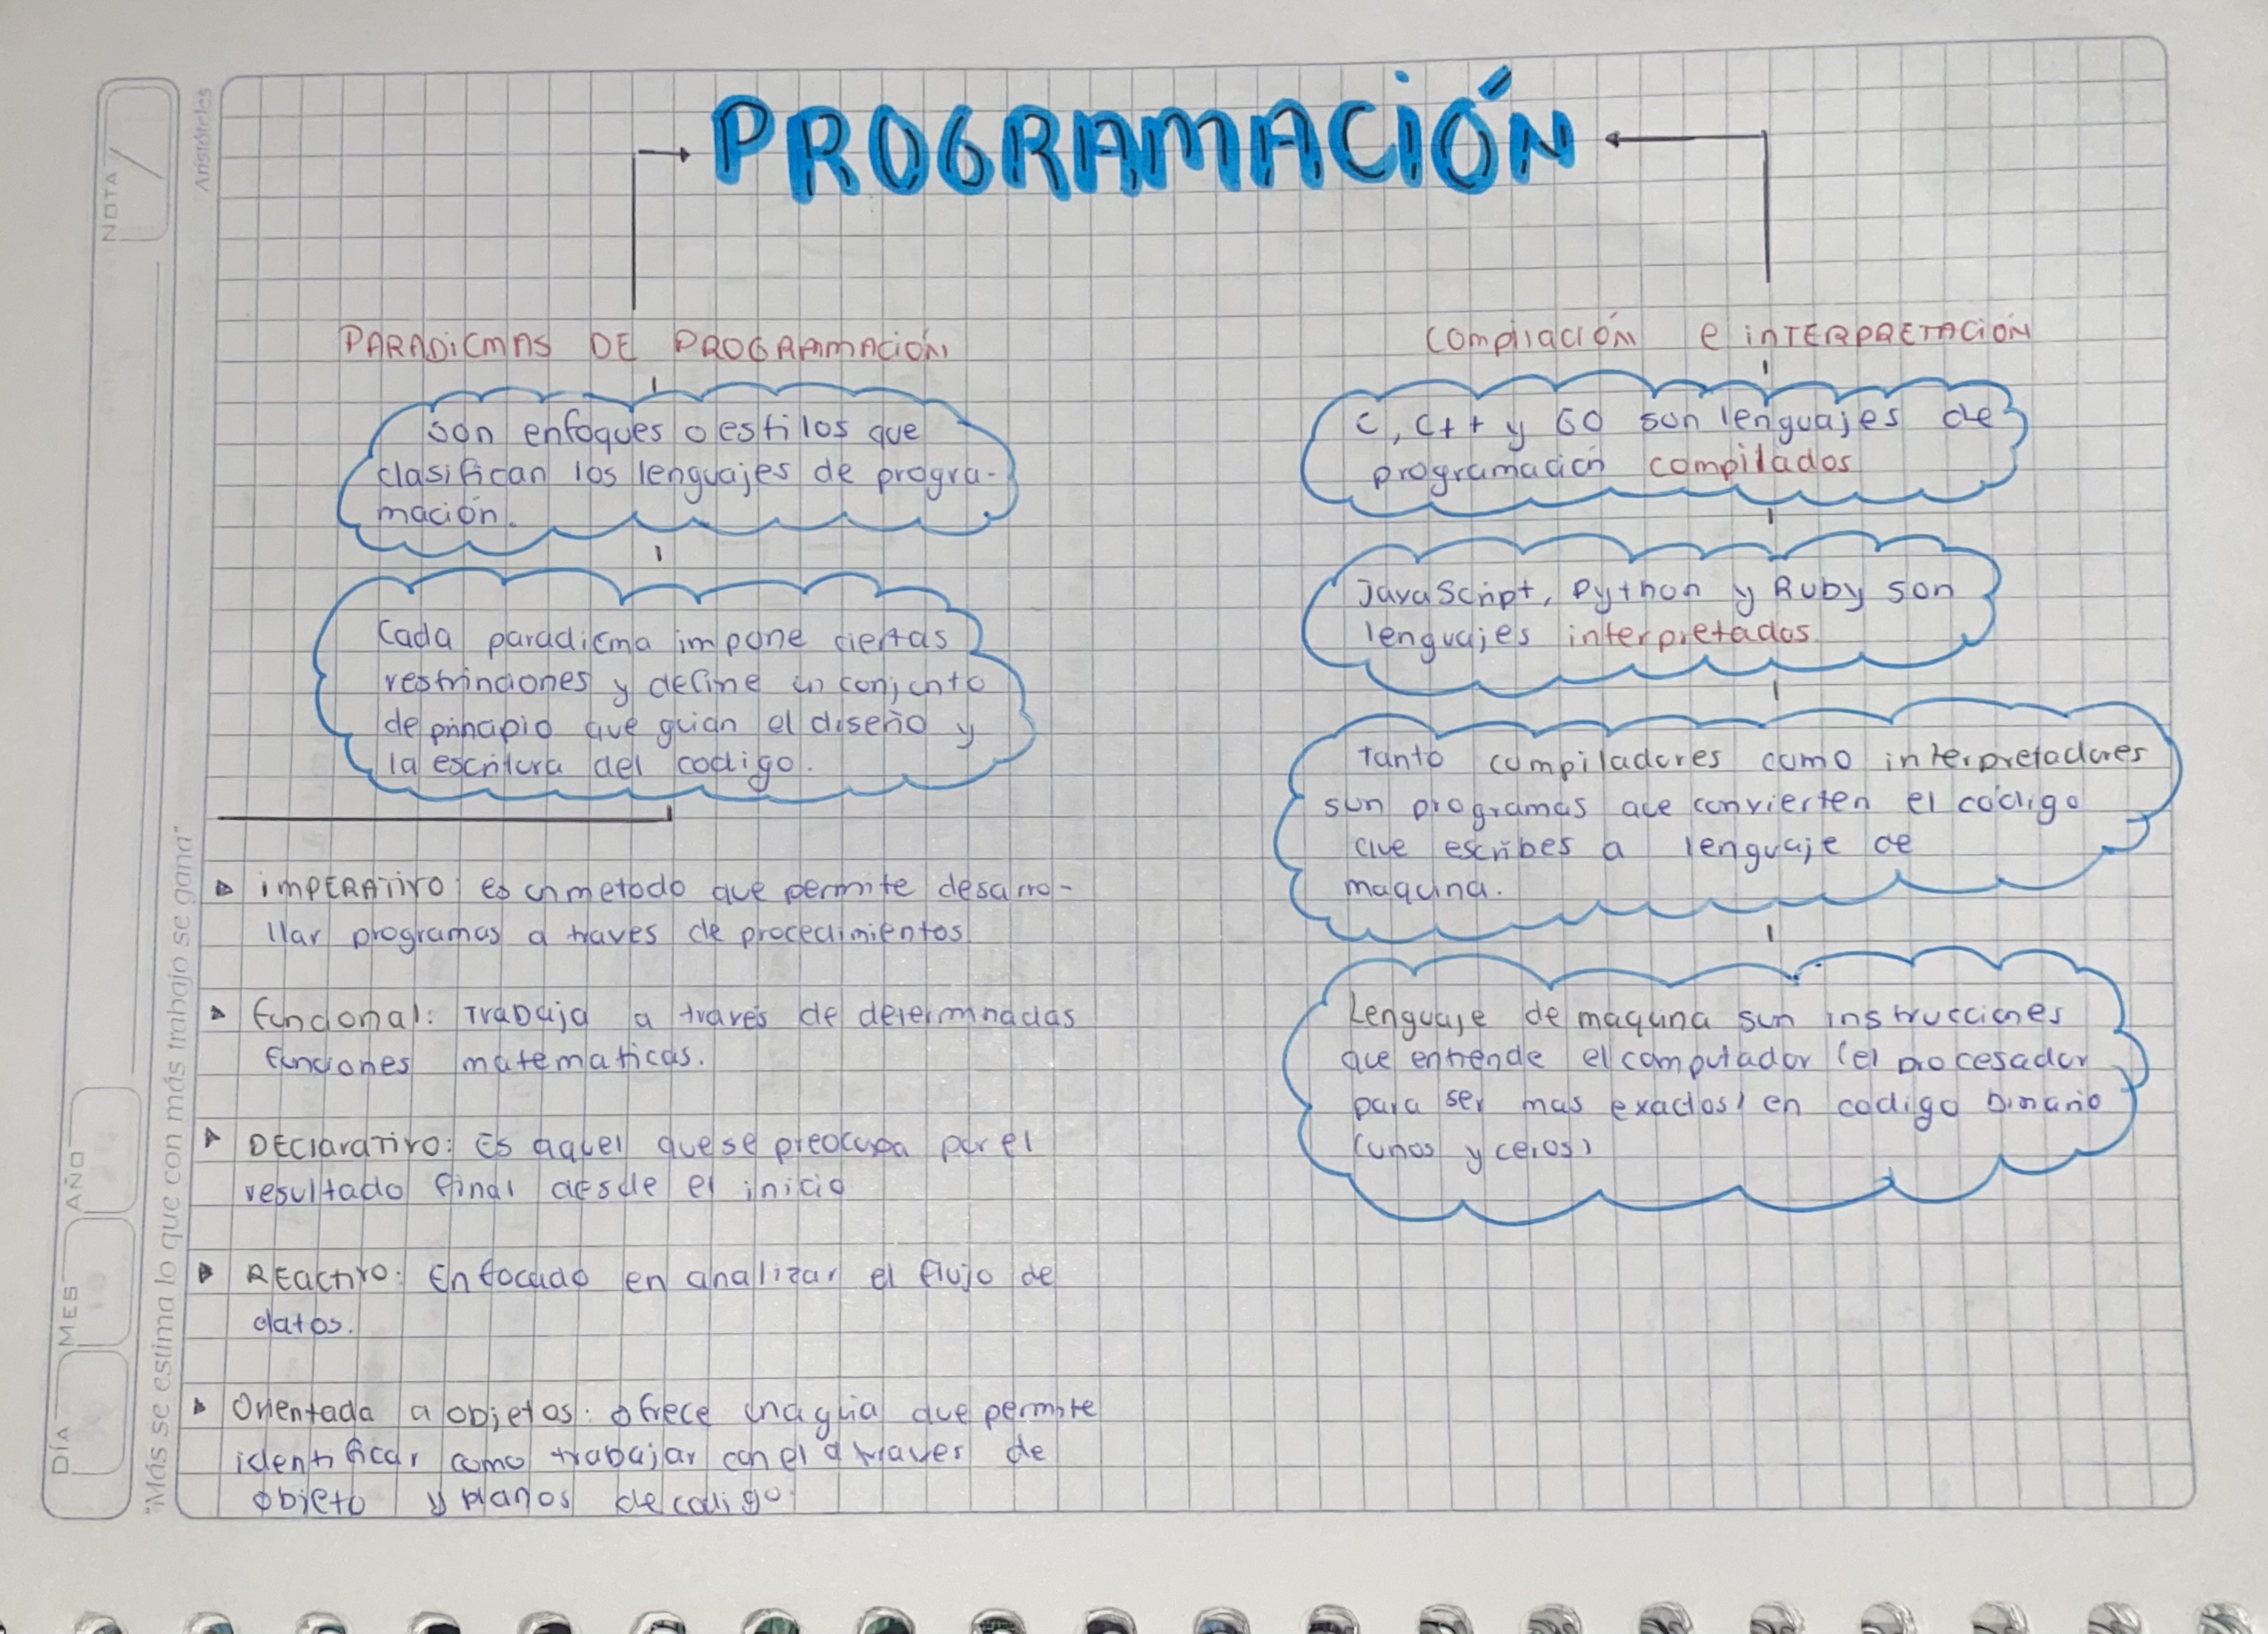 PROGRAMACIÓN
PARADIGMAS DE PROGRAMACIÓN
son enfoques o estilos que
clasifican los lenguajes de progra-
mación.
Cada paradigma impone ciertas
restrinciones y define un conjunto
de principio que guian el diseño y
la escritura del codigo.
▸ IMPERATIVO: es un metodo que permite desarro-
llar programas a traves de procedimientos
▸ funcional: Trabaja a través de determinadas
funciones matematicas.
▸ DEClaraTivo: Es aquel que se preocupa por el
resultado final desde el inicio
▸ REactivo: Enfocado en analizar el flujo de
datos.
▸ Orientada a objetos: ofrece una guia que permite
identificar como trabajar con el a traves de
objeto y planos de codigo.
COMPIlACIÓN e INTERPRETACIÓN
C, C++ y GO son lenguajes de
programación compilados
JavaScript, Python y Ruby son
lenguajes interpretados.
Tanto compiladores como interpretadores
son programas que convierten el código
que escribes a lenguaje de
maquina.
Lenguaje de maquina son instrucciones
que entiende el computador (el procesador
para ser mas exactos) en codigo binario
(unos y ceros)
NOTA
Aristóteles
"Más se estima lo que con más trabajo se gana"
DÍA MES AÑO